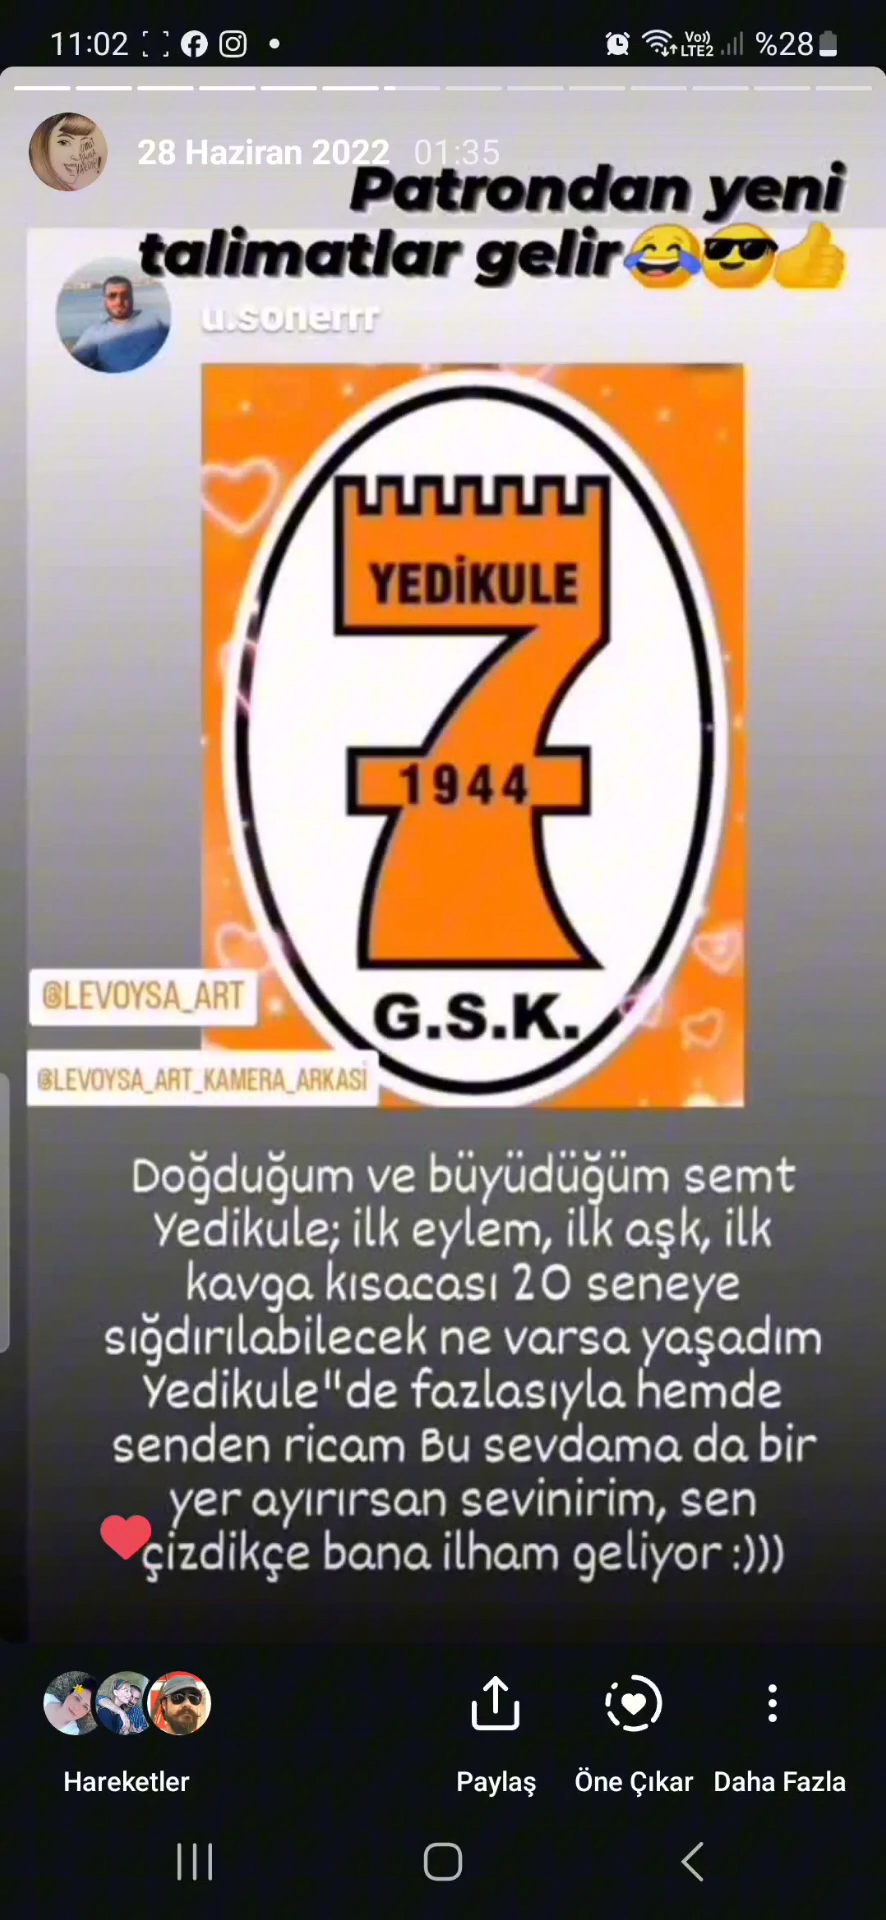 11:02
Vo))
LTE2
%28
28 Haziran 2022 01:35
Patrondan yeni
talimatlar gelir😂😎👍
u.sonerrr
YEDİKULE
1944
G.S.K.
@LEVOYSA_ART
@LEVOYSA_ART_KAMERA_ARKASİ
Doğduğum ve büyüdüğüm semt
Yedikule; ilk eylem, ilk aşk, ilk
kavga kısacası 20 seneye
sığdırılabilecek ne varsa yaşadım
Yedikule"de fazlasıyla hemde
senden ricam Bu sevdama da bir
yer ayırırsan sevinirim, sen
çizdikçe bana ilham geliyor :)))
Hareketler
Paylaş
Öne Çıkar
Daha Fazla